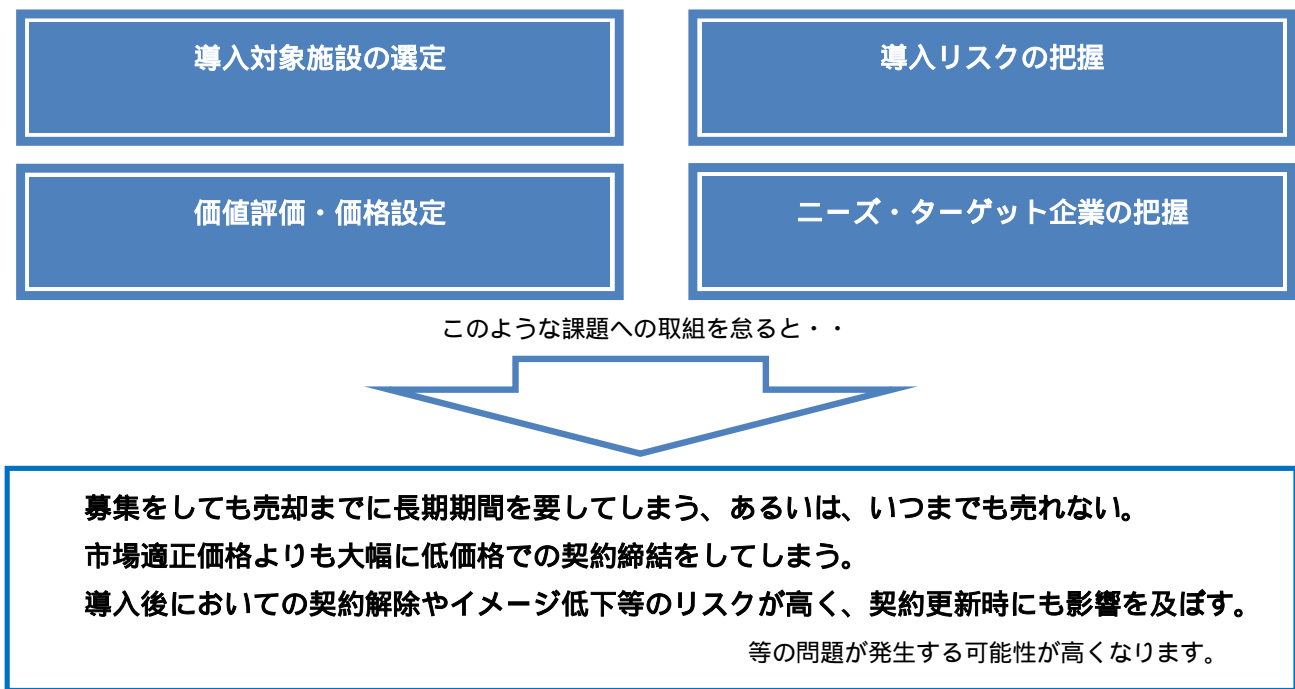 導入対象施設の選定
導入リスクの把握
価値評価・価格設定
ニーズ・ターゲット企業の把握
このような課題への取組を怠ると・・
募集をしても売却までに長期期間を要してしまう、あるいは、いつまでも売れない。
市場適正価格よりも大幅に低価格での契約締結をしてしまう。
導入後においての契約解除やイメージ低下等のリスクが高く、契約更新時にも影響を及ぼす。
等の問題が発生する可能性が高くなります。